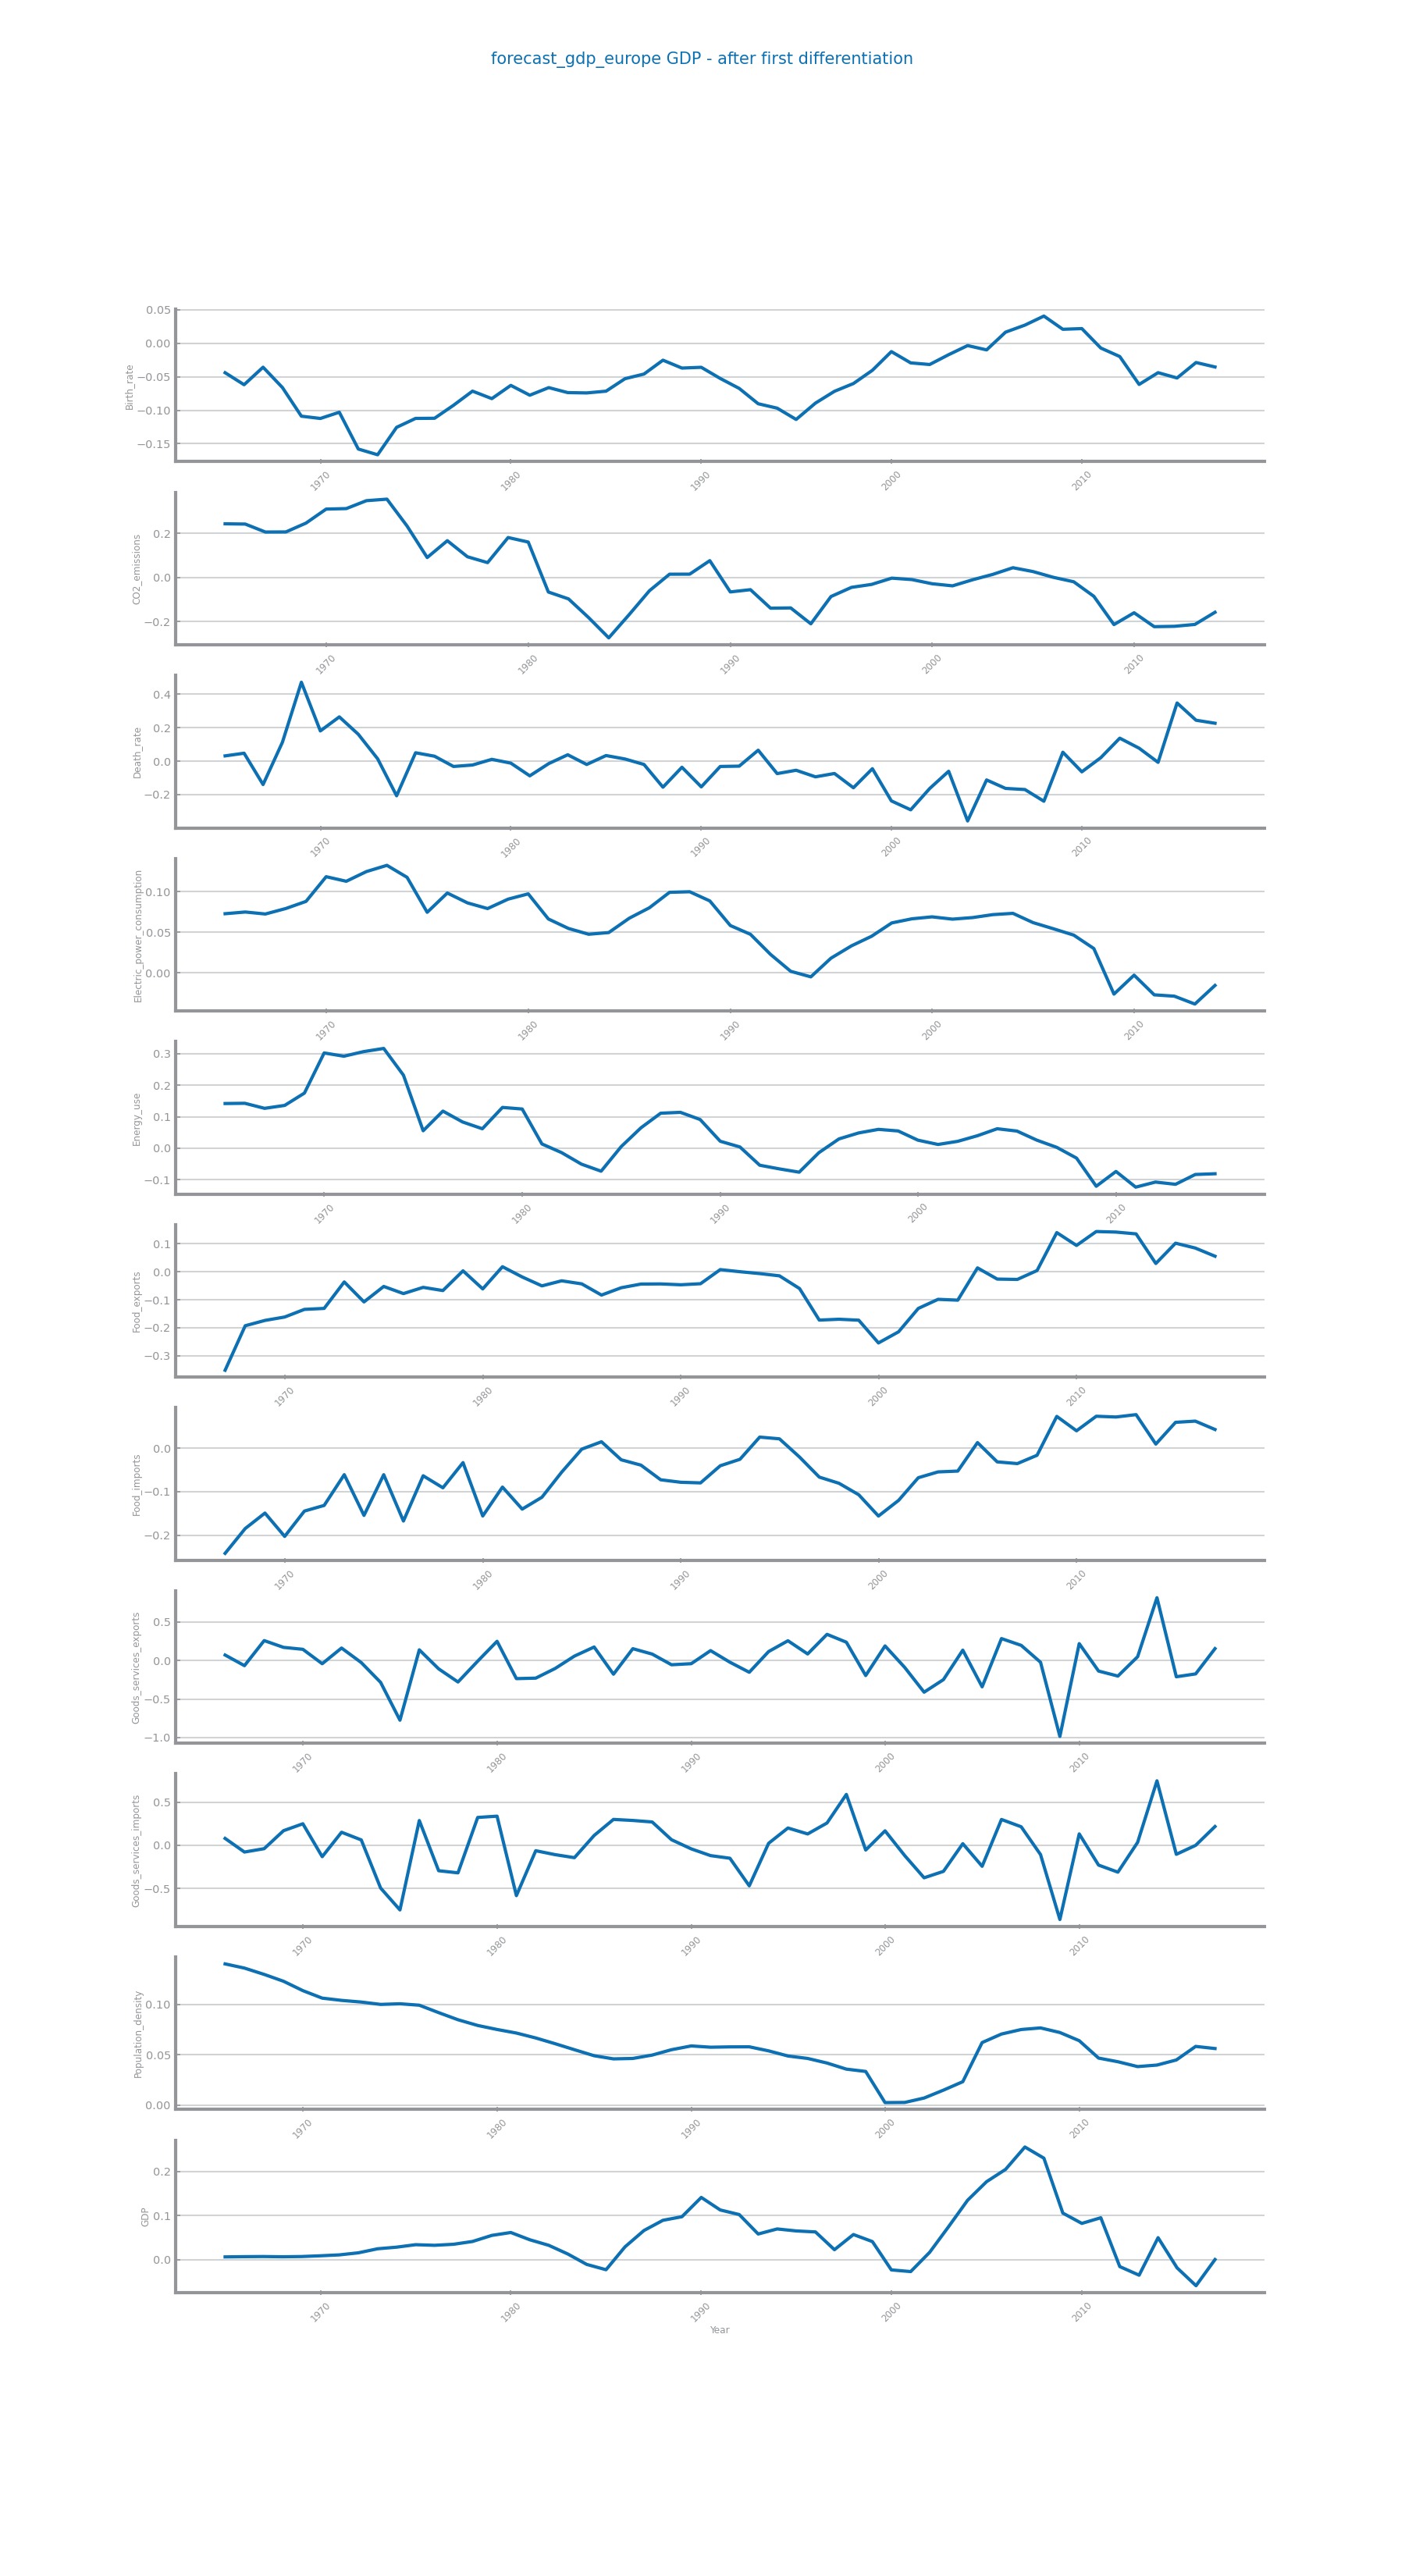 forecast_gdp_europe GDP - after first differentiation
0.05
0.00
−0.05
−0.10
−0.15
Birth_rate
1970 1980 1990 2000 2010
0.2
0.0
−0.2
CO2_emissions
1970 1980 1990 2000 2010
0.4
0.2
0.0
−0.2
Death_rate
1970 1980 1990 2000 2010
0.10
0.05
0.00
Electric_power_consumption
1970 1980 1990 2000 2010
0.3
0.2
0.1
0.0
−0.1
Energy_use
1970 1980 1990 2000 2010
0.1
0.0
−0.1
−0.2
−0.3
Food_exports
1970 1980 1990 2000 2010
0.0
−0.1
−0.2
Food_imports
1970 1980 1990 2000 2010
0.5
0.0
−0.5
−1.0
Goods_services_exports
1970 1980 1990 2000 2010
0.5
0.0
−0.5
Goods_services_imports
1970 1980 1990 2000 2010
0.10
0.05
0.00
Population_density
1970 1980 1990 2000 2010
0.2
0.1
0.0
GDP
1970 1980 1990 2000 2010
Year